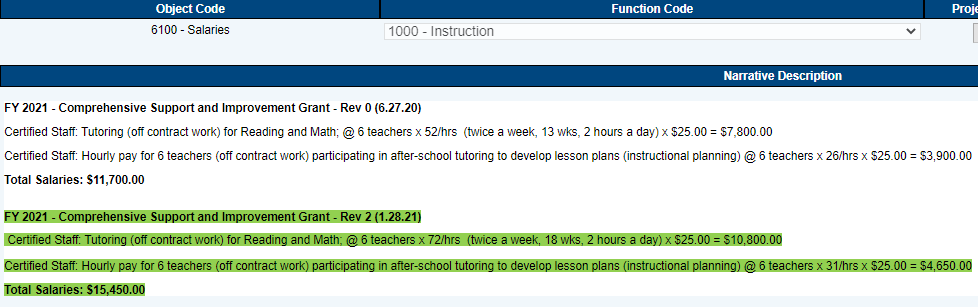 Object Code Function Code Proje
6100 - Salaries 1000 - Instruction
Narrative Description
FY 2021 - Comprehensive Support and Improvement Grant - Rev 0 (6.27.20)
Certified Staff: Tutoring (off contract work) for Reading and Math; @ 6 teachers x 52/hrs (twice a week, 13 wks, 2 hours a day) x $25.00 = $7,800.00
Certified Staff: Hourly pay for 6 teachers (off contract work) participating in after-school tutoring to develop lesson plans (instructional planning) @ 6 teachers x 26/hrs x $25.00 = $3,900.00
Total Salaries: $11,700.00
FY 2021 - Comprehensive Support and Improvement Grant - Rev 2 (1.28.21)
Certified Staff: Tutoring (off contract work) for Reading and Math; @ 6 teachers x 72/hrs (twice a week, 18 wks, 2 hours a day) x $25.00 = $10,800.00
Certified Staff: Hourly pay for 6 teachers (off contract work) participating in after-school tutoring to develop lesson plans (instructional planning) @ 6 teachers x 31/hrs x $25.00 = $4,650.00
Total Salaries: $15,450.00